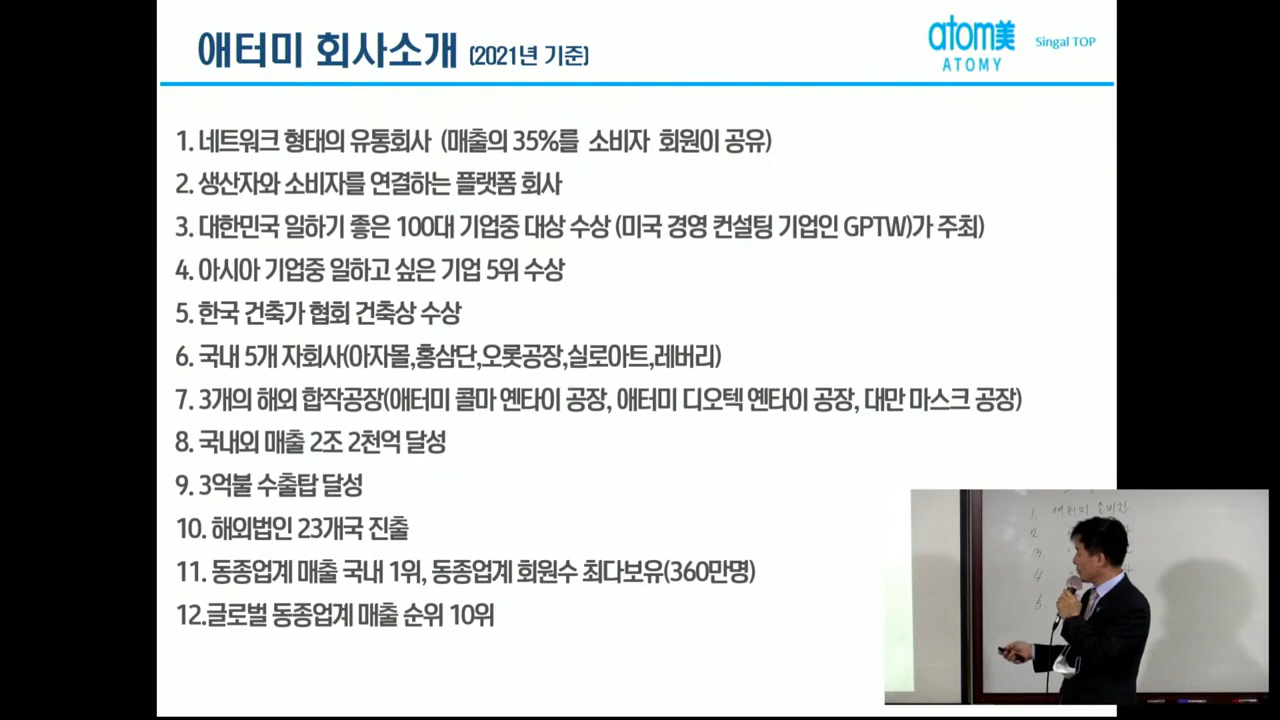 애터미 회사소개 (2021년 기준)
atom美
ATOMY
Singal TOP
1. 네트워크 형태의 유통회사 (매출의 35%를 소비자 회원이 공유)
2. 생산자와 소비자를 연결하는 플랫폼 회사
3. 대한민국 일하기 좋은 100대 기업중 대상 수상 (미국 경영 컨설팅 기업인 GPTW)가 주최)
4. 아시아 기업중 일하고 싶은 기업 5위 수상
5. 한국 건축가 협회 건축상 수상
6. 국내 5개 자회사(아자몰,홍삼단,오롯공장,실로아트,레버리)
7. 3개의 해외 합작공장(애터미 콜마 옌타이 공장, 애터미 디오텍 옌타이 공장, 대만 마스크 공장)
8. 국내외 매출 2조 2천억 달성
9. 3억불 수출탑 달성
10. 해외법인 23개국 진출
11. 동종업계 매출 국내 1위, 동종업계 회원수 최다보유(360만명)
12.글로벌 동종업계 매출 순위 10위
1. 애터미 소비자
2
3.
4.